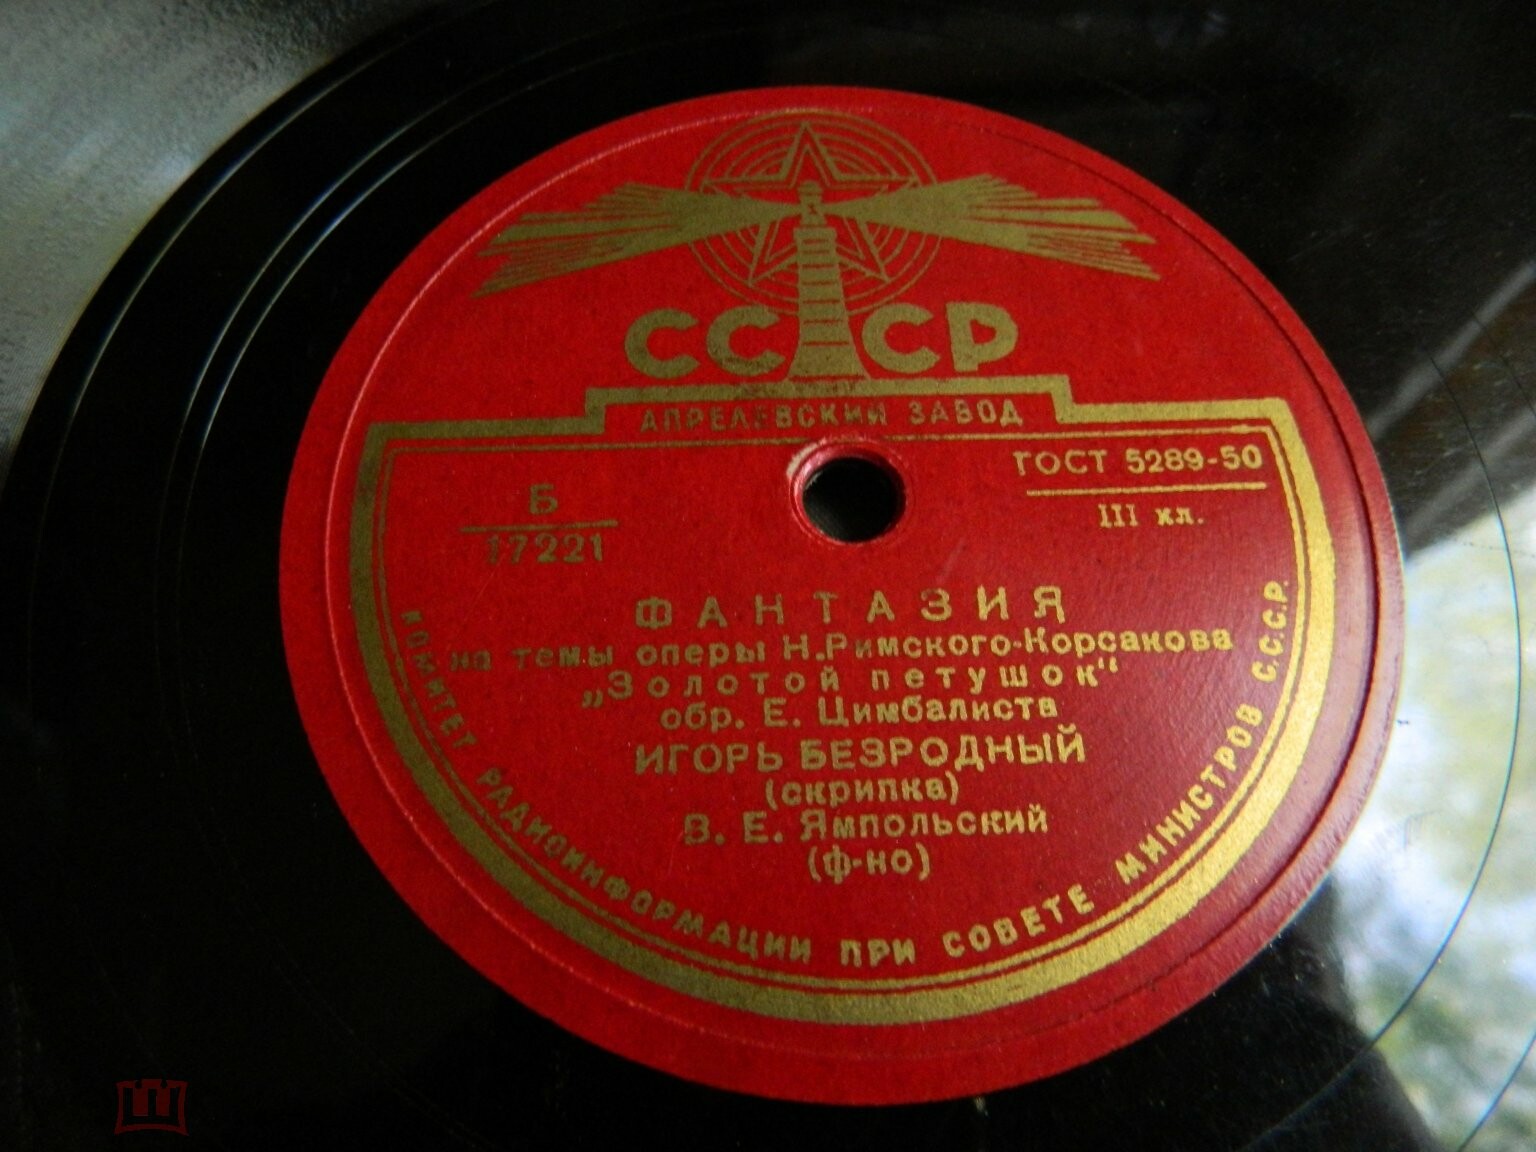 СССР
АПРЕЛЕВСКИЙ ЗАВОД
ГОСТ 5289-50
III кл.
Б
17221
ФАНТАЗИЯ
на темы оперы Н.Римского-Корсакова
„Золотой петушок“
обр. Е. Цимбалиста
ИГОРЬ БЕЗРОДНЫЙ
(скрипка)
В. Е. Ямпольский
(ф-но)
КОМИТЕТ РАДИОИНФОРМАЦИИ ПРИ СОВЕТЕ МИНИСТРОВ С.С.С.Р.